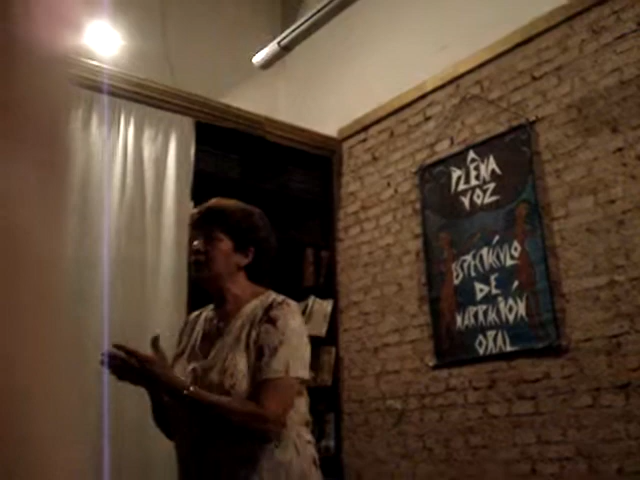 A
PLENA
VOZ
ESPECTÁCULO
DE
NARRACIÓN
ORAL